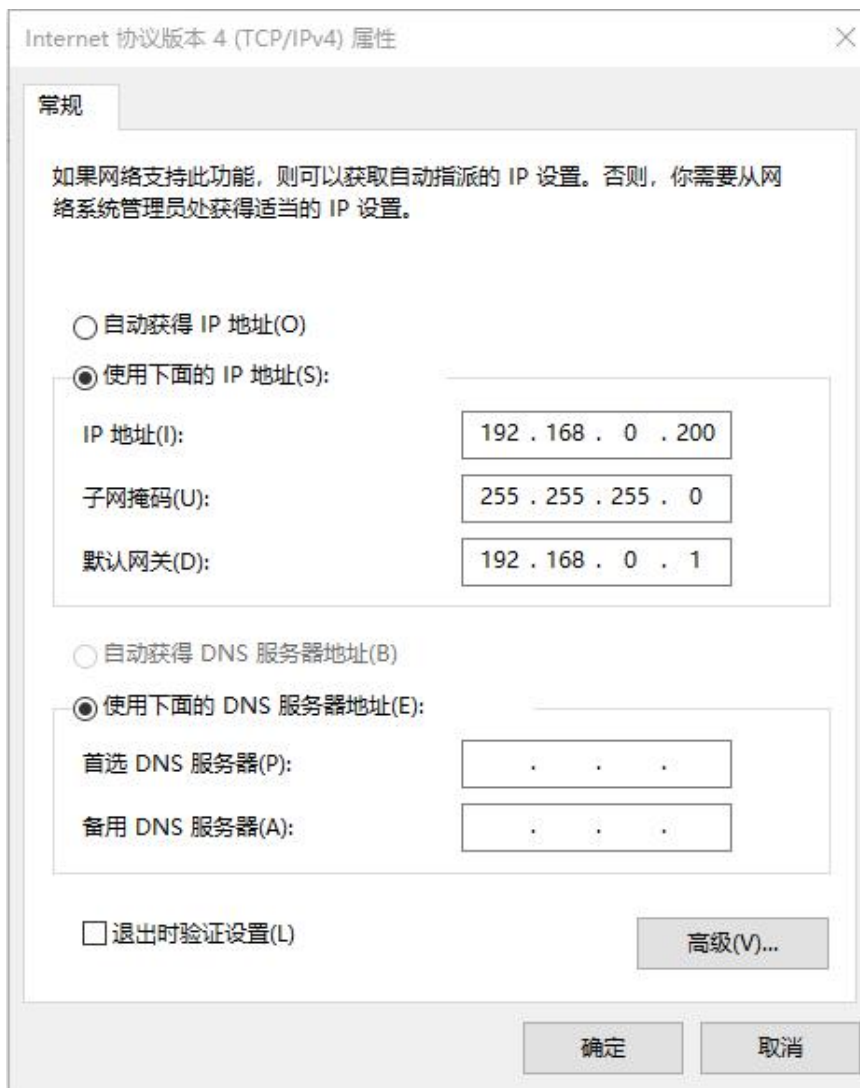 Internet 协议版本 4 (TCP/IPv4) 属性
常规
如果网络支持此功能，则可以获取自动指派的 IP 设置。否则，你需要从网
络系统管理员处获得适当的 IP 设置。
自动获得 IP 地址(O)
使用下面的 IP 地址(S):
IP 地址(I): 192 . 168 . 0 . 200
子网掩码(U): 255 . 255 . 255 . 0
默认网关(D): 192 . 168 . 0 . 1
自动获得 DNS 服务器地址(B)
使用下面的 DNS 服务器地址(E):
首选 DNS 服务器(P): . . .
备用 DNS 服务器(A): . . .
退出时验证设置(L)
高级(V)...
确定 取消